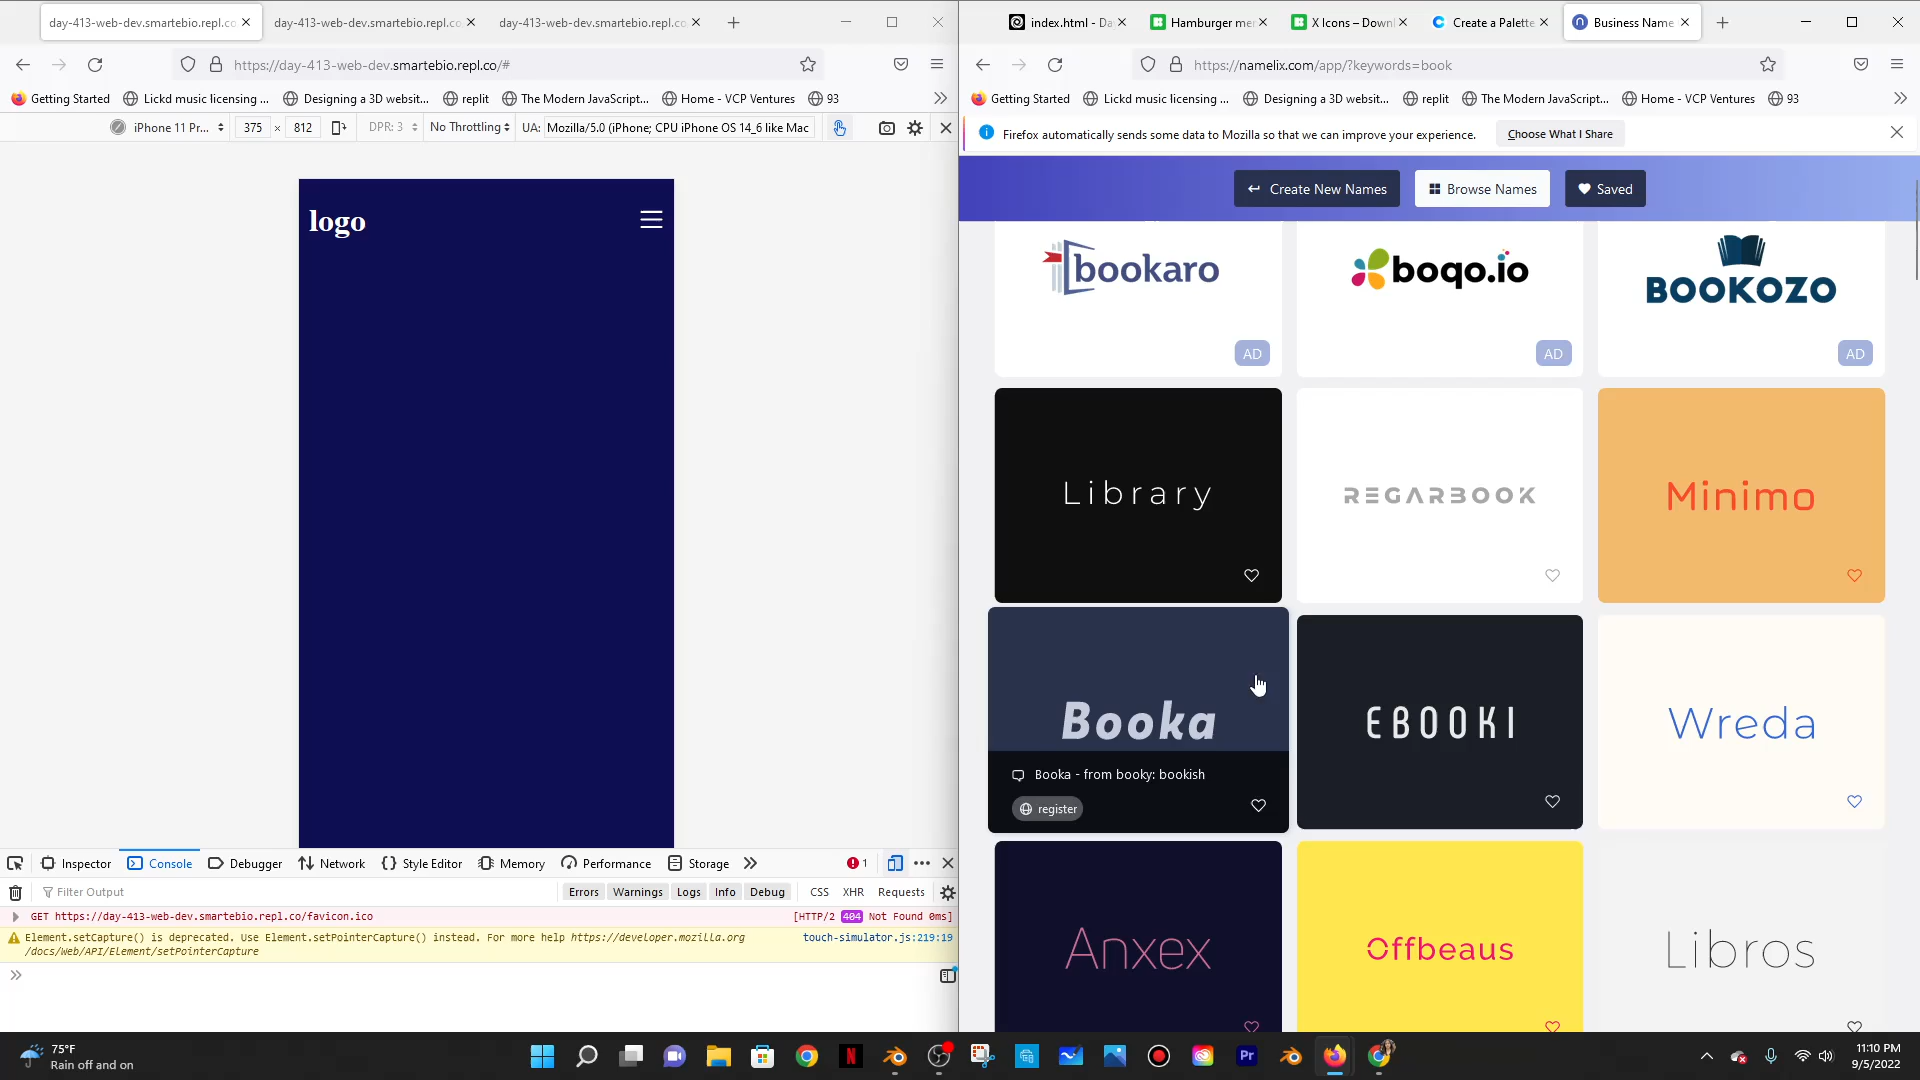 day-413-web-dev.smartebio.repl.co
day-413-web-dev.smartebio.repl.co
day-413-web-dev.smartebio.repl.co
https://day-413-web-dev.smartebio.repl.co/#
Getting Started
Lickd music licensing ...
Designing a 3D websit...
replit
The Modern JavaScript...
Home - VCP Ventures
93
iPhone 11 Pr...
375 × 812
DPR: 3
No Throttling
UA: Mozilla/5.0 (iPhone; CPU iPhone OS 14_6 like Mac
logo
Inspector
Console
Debugger
Network
Style Editor
Memory
Performance
Storage
1
Filter Output
Errors
Warnings
Logs
Info
Debug
CSS
XHR
Requests
GET https://day-413-web-dev.smartebio.repl.co/favicon.ico
[HTTP/2 404 Not Found 0ms]
Element.setCapture() is deprecated. Use Element.setPointerCapture() instead. For more help https://developer.mozilla.org
/docs/Web/API/Element/setPointerCapture
touch-simulator.js:219:19
index.html - Da
Hamburger me
X Icons – Down
Create a Palette
Business Name
https://namelix.com/app/?keywords=book
Getting Started
Lickd music licensing ...
Designing a 3D websit...
replit
The Modern JavaScript...
Home - VCP Ventures
93
Firefox automatically sends some data to Mozilla so that we can improve your experience.
Choose What I Share
Create New Names
Browse Names
Saved
bookaro
AD
boqo.io
AD
BOOKOZO
AD
Library
REGARBOOK
Minimo
Booka
Booka - from booky: bookish
register
EBOOKI
Wreda
Anxex
Offbeaus
Libros
75°F
Rain off and on
N
Pr
11:10 PM
9/5/2022